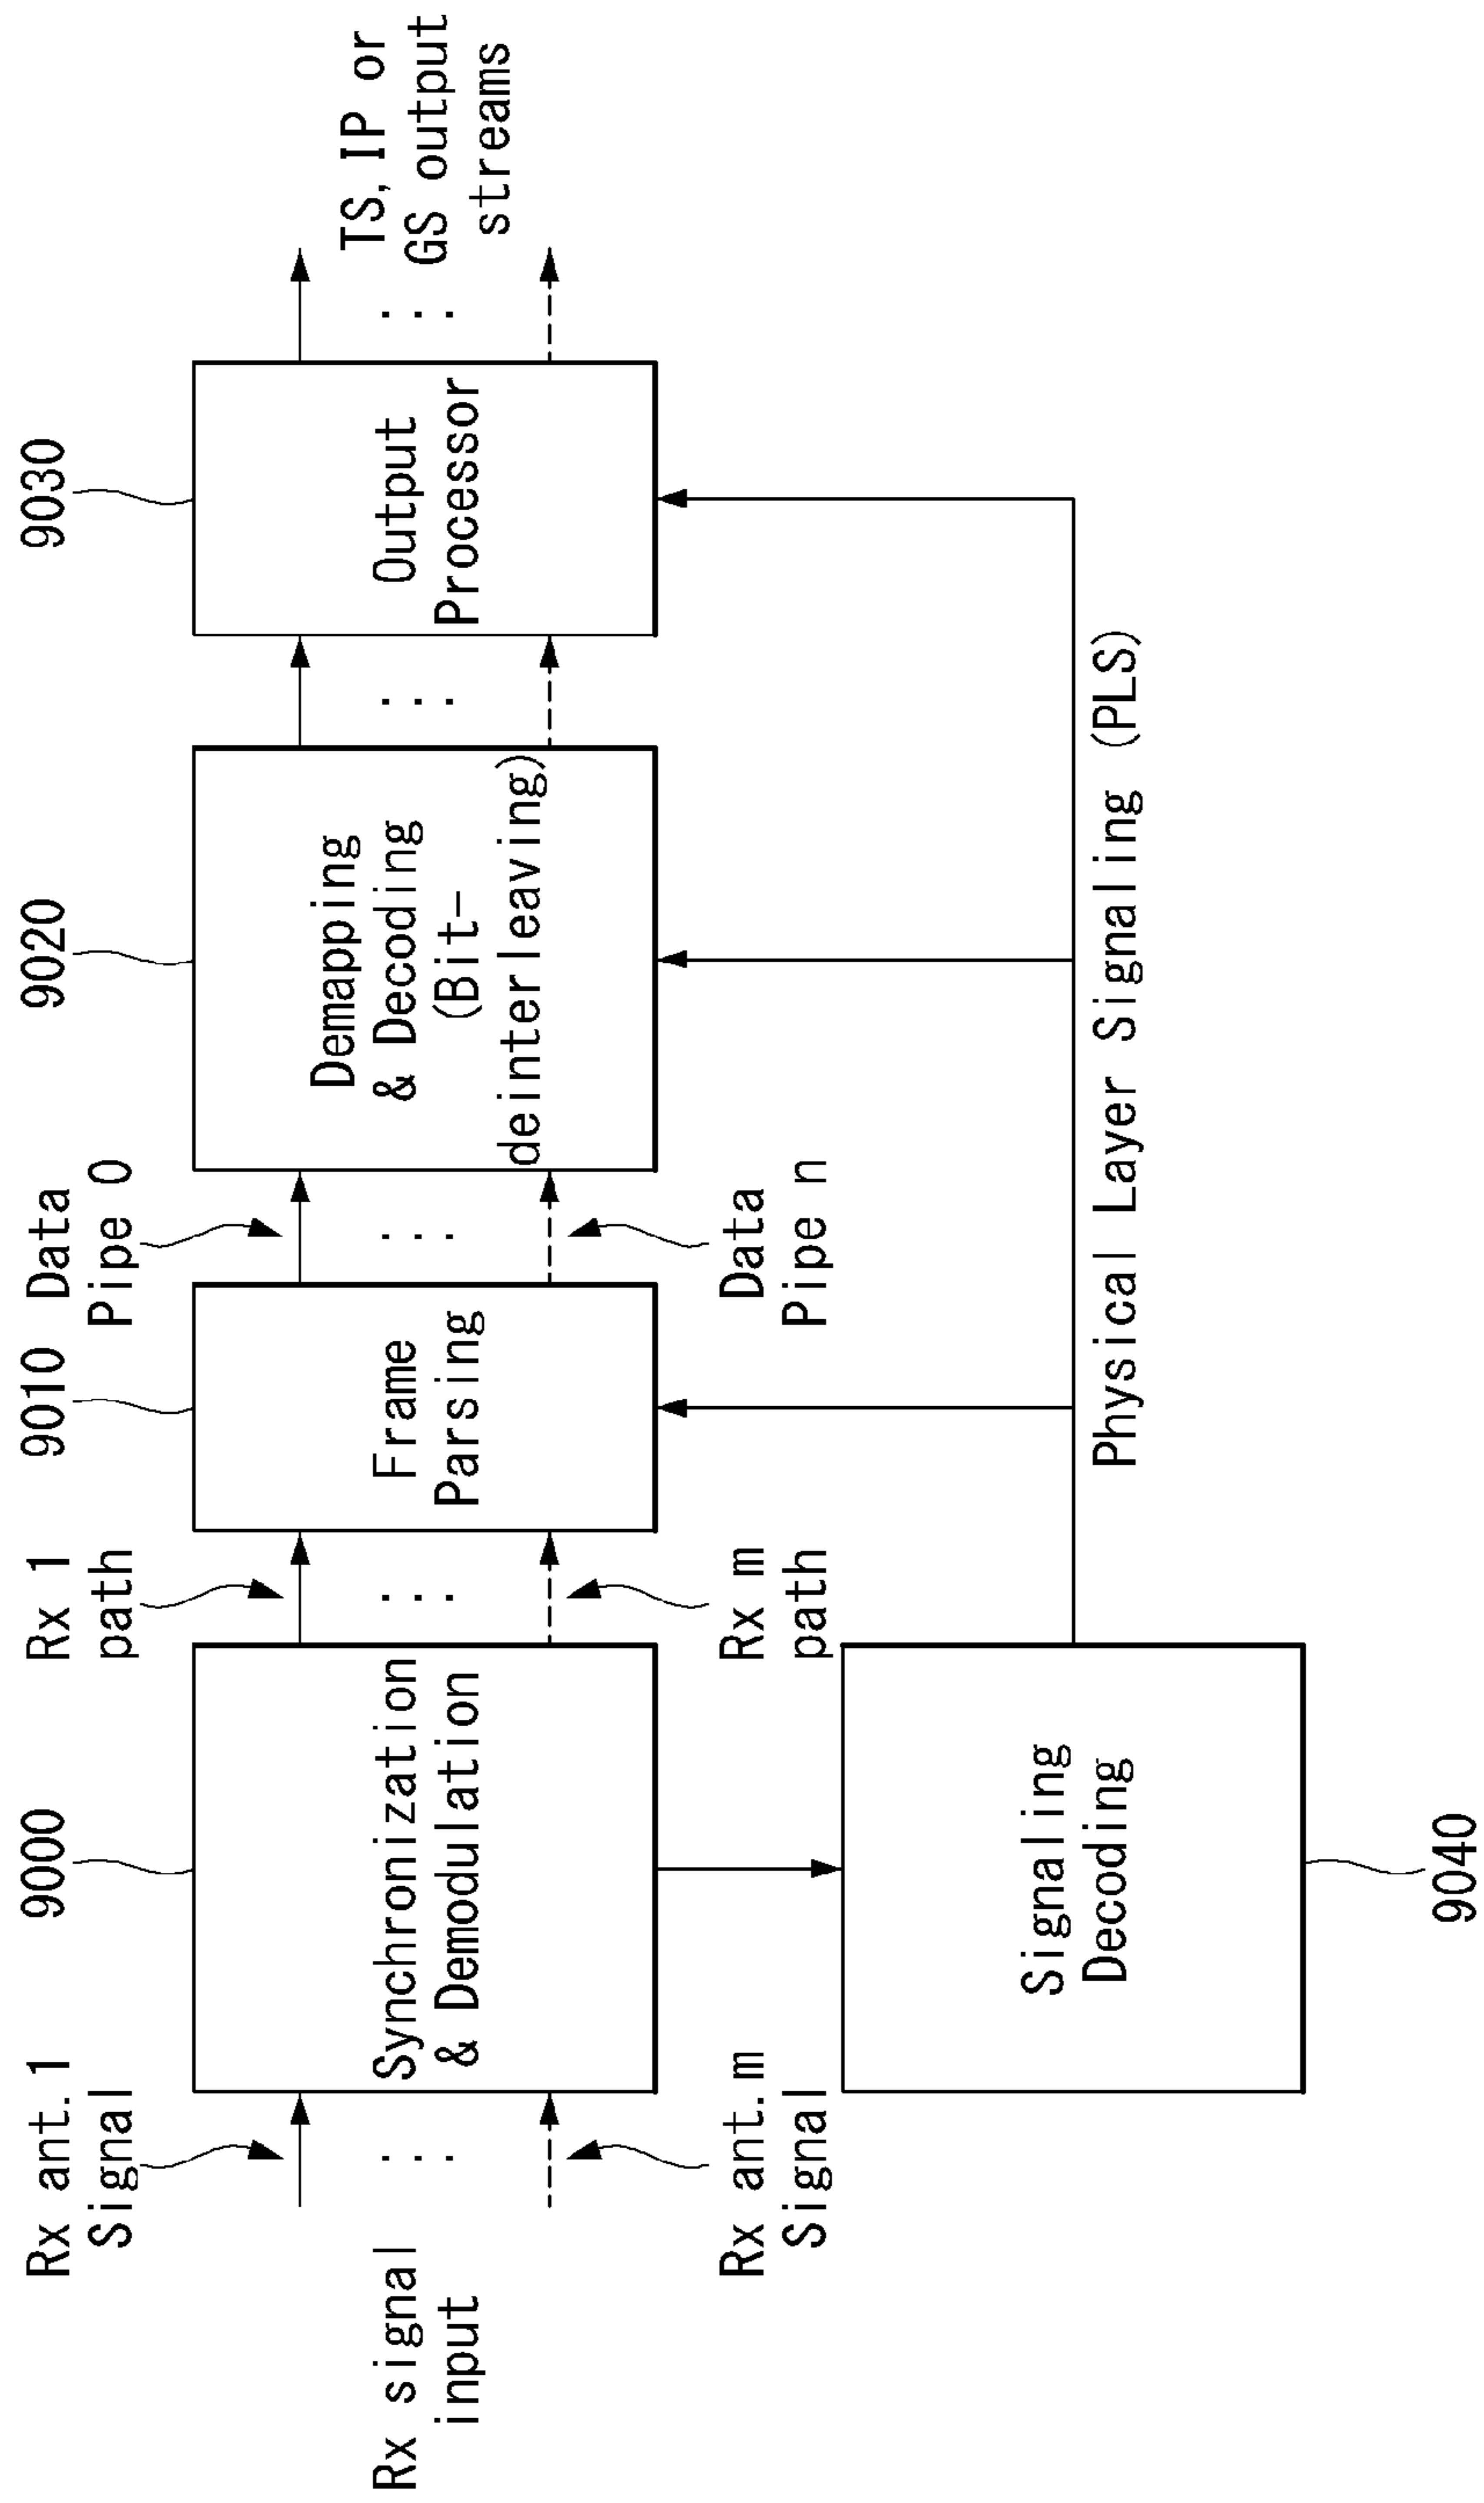 Rx signal
input
Rx ant.1
Signal
Rx ant.m
Signal
9000
Synchronization
& Demodulation
Rx 1
path
Rx m
path
9010
Frame
Parsing
Data
Pipe 0
Data
Pipe n
9020
Demapping
& Decoding
(Bit-
deinterleaving)
9030
Output
Processor
TS, IP or
GS output
streams
Signaling
Decoding
9040
Physical Layer Signaling (PLS)